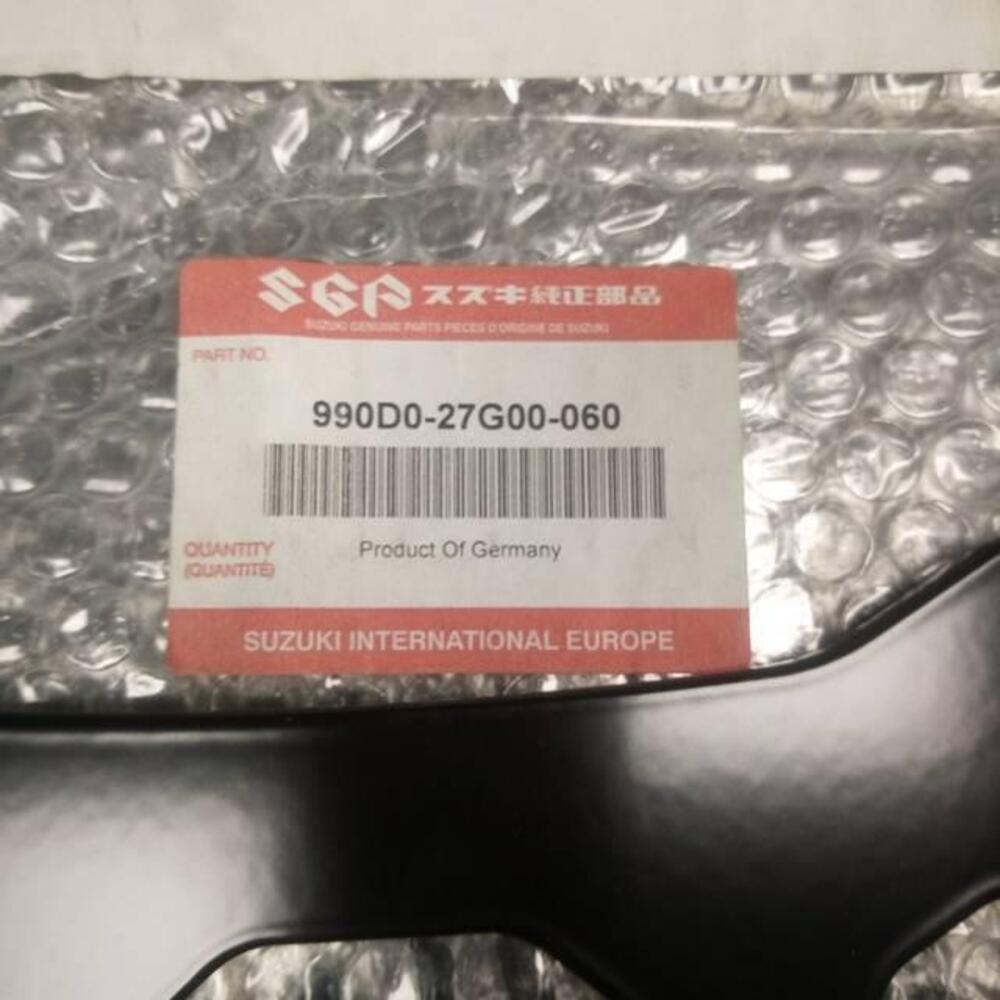 SGP スズキ純正部品
SUZUKI GENUINE PARTS PIECES D'ORIGINE DE SUZUKI
PART NO.
990D0-27G00-060
QUANTITY
(QUANTITÉ)
Product Of Germany
SUZUKI INTERNATIONAL EUROPE